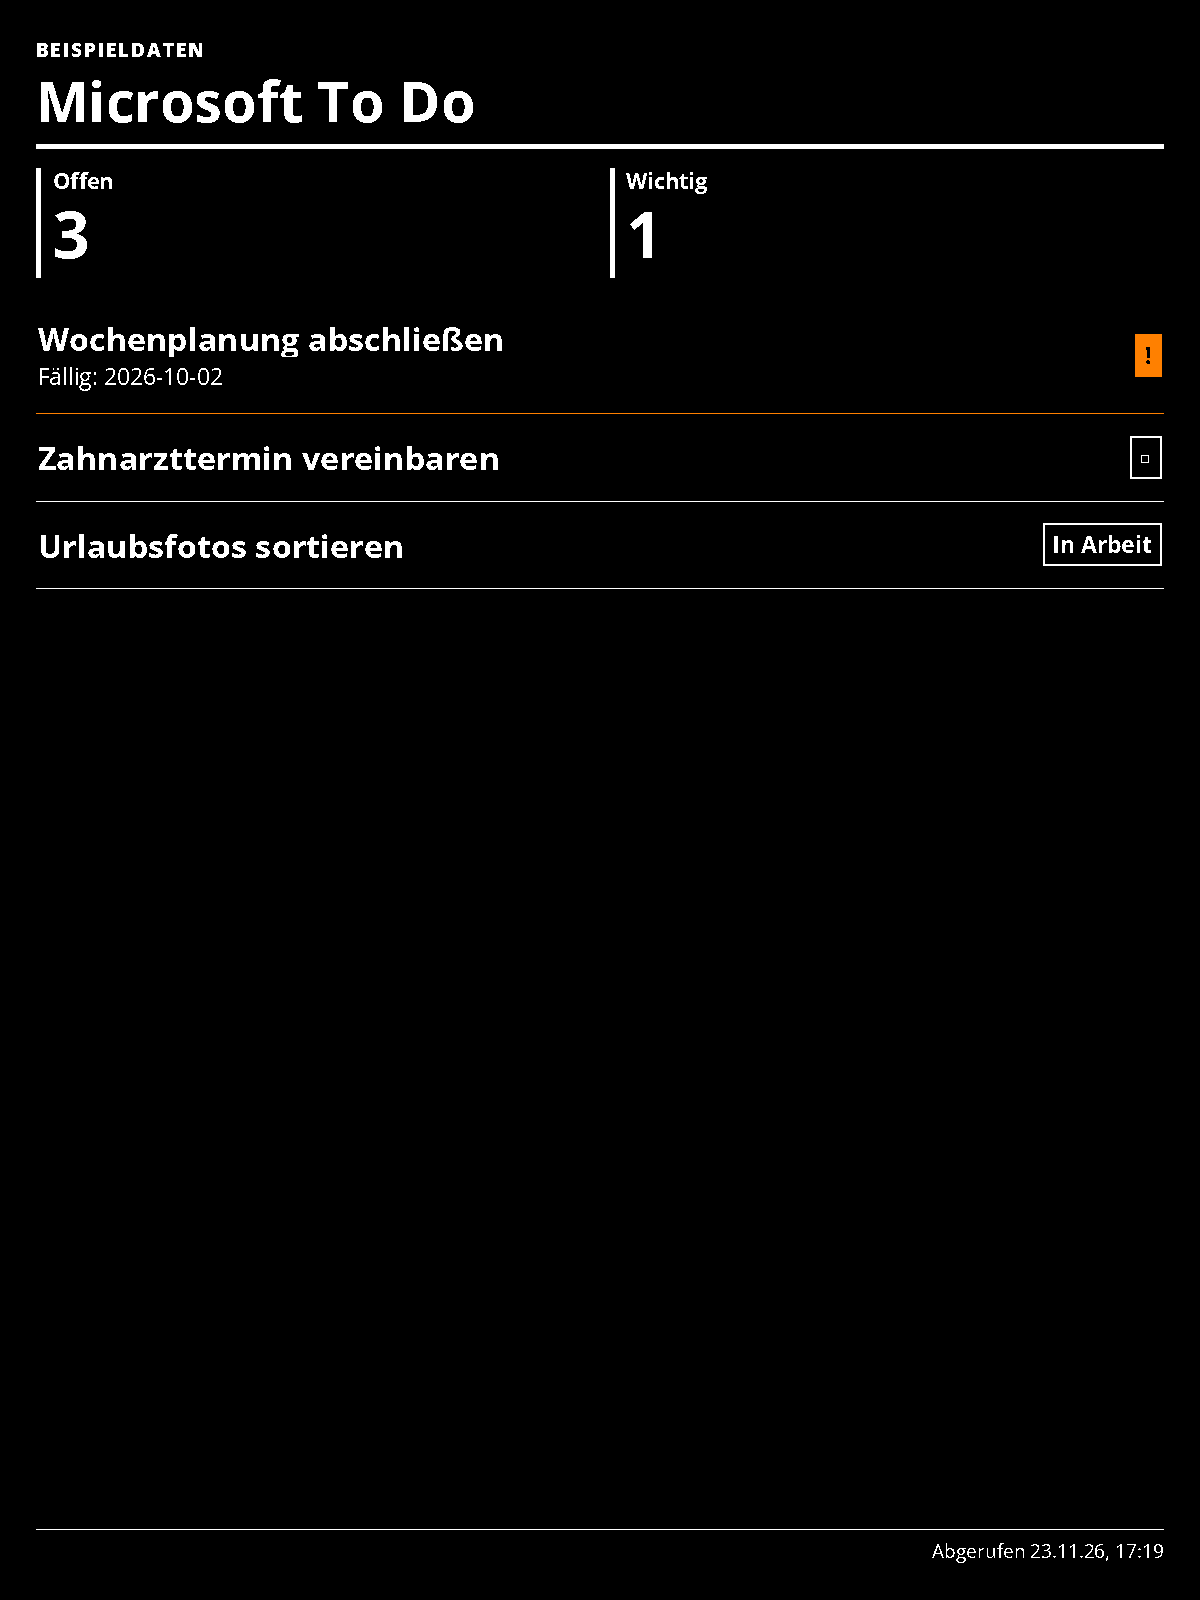 BEISPIELDATEN
Microsoft To Do
Offen
3
Wichtig
1
Wochenplanung abschließen
Fällig: 2026-10-02
!
Zahnarzttermin vereinbaren
Urlaubsfotos sortieren
In Arbeit
Abgerufen 23.11.26, 17:19